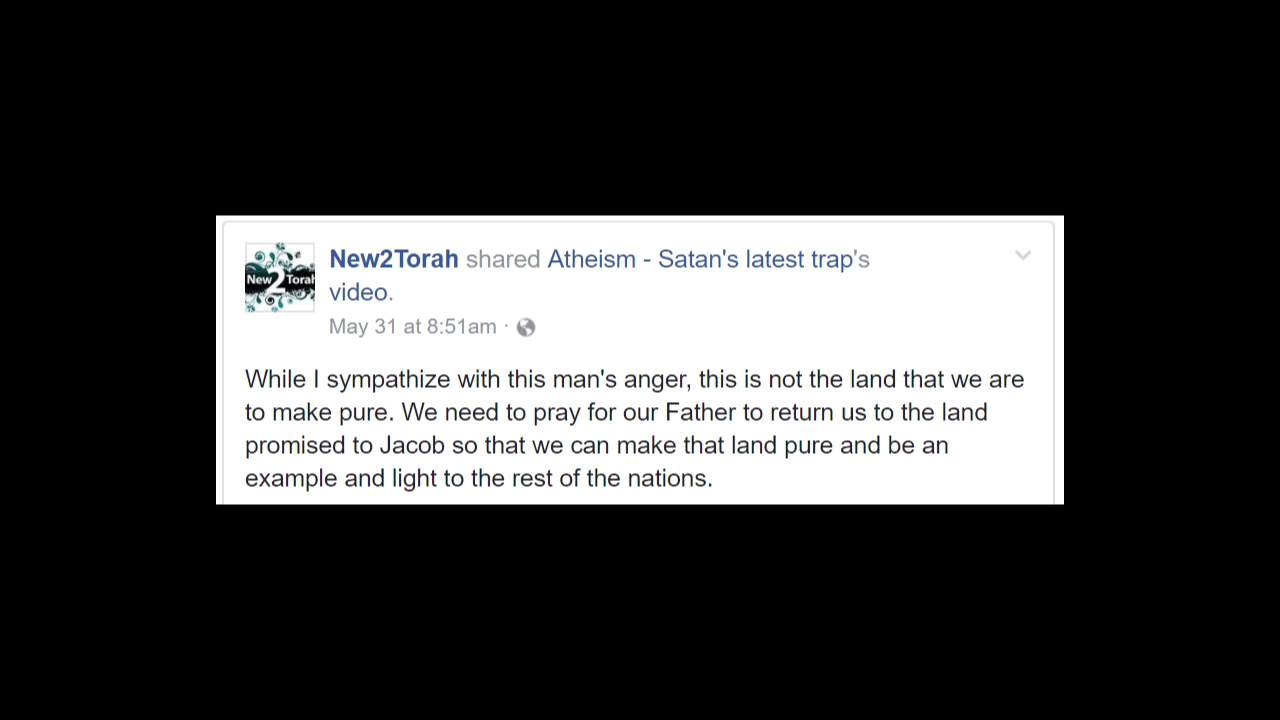 New2Torah
New2Torah shared Atheism - Satan's latest trap's
video.
May 31 at 8:51am ·
While I sympathize with this man's anger, this is not the land that we are
to make pure. We need to pray for our Father to return us to the land
promised to Jacob so that we can make that land pure and be an
example and light to the rest of the nations.